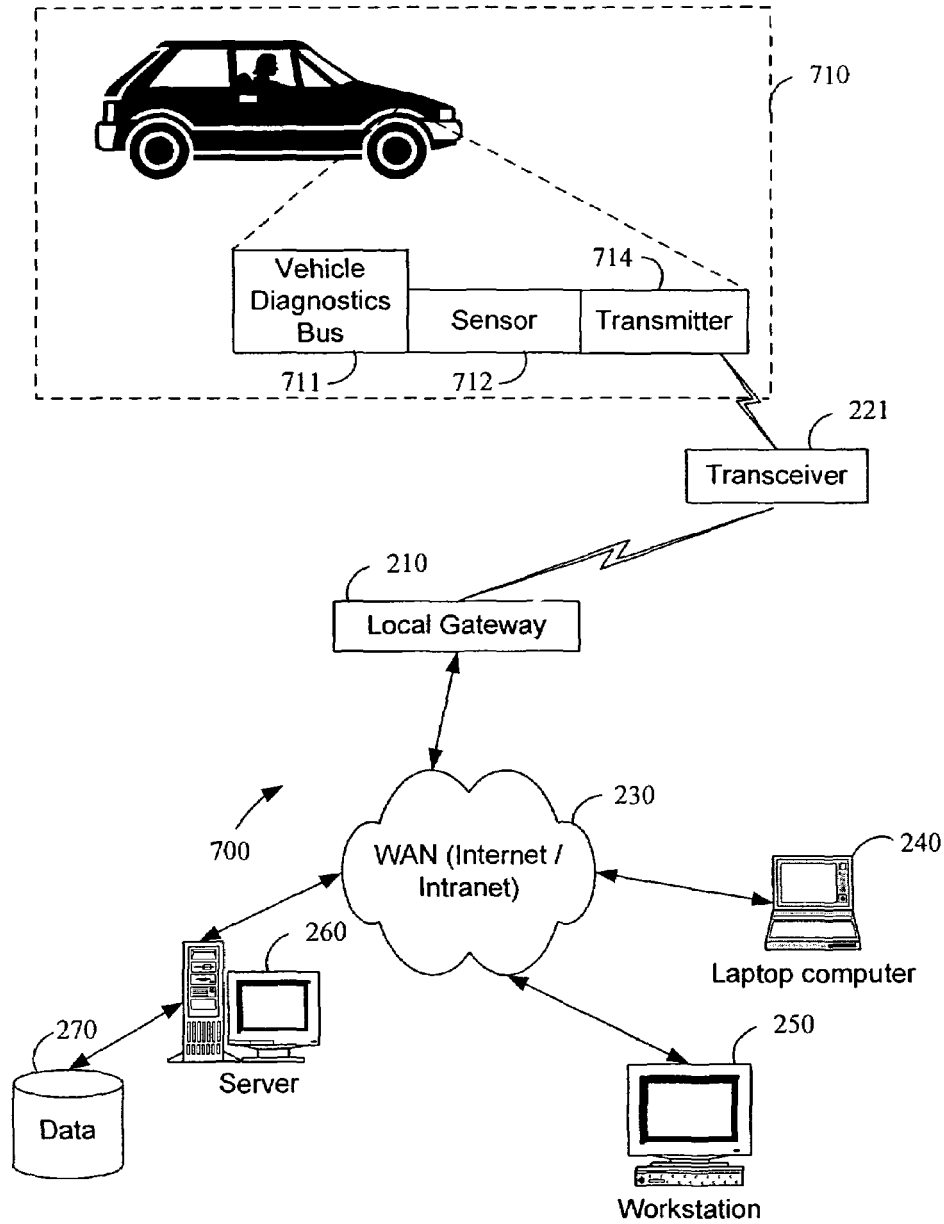 710
714
Vehicle
Diagnostics
Bus
Sensor
Transmitter
711
712
221
Transceiver
210
Local Gateway
230
700
WAN (Internet /
Intranet)
240
Laptop computer
260
270
Server
250
Data
Workstation